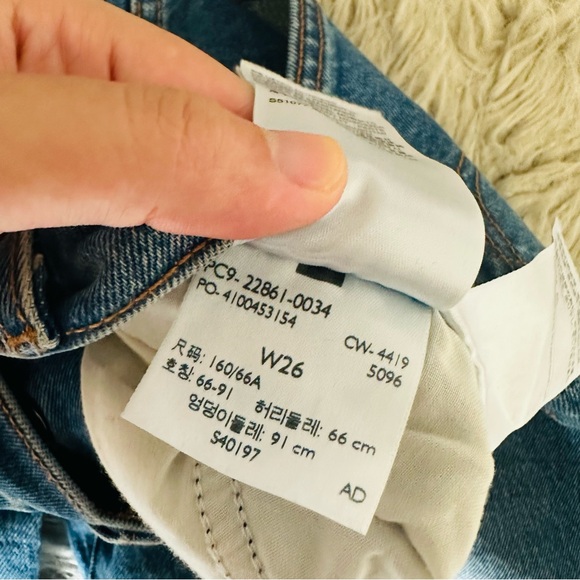 PC9-22861-0034
PO-4100453154
CW-4419
5096
W26
尺码: 160/66A
호칭: 66-91
허리둘레: 66 cm
엉덩이둘레: 91 cm
S40197
AD